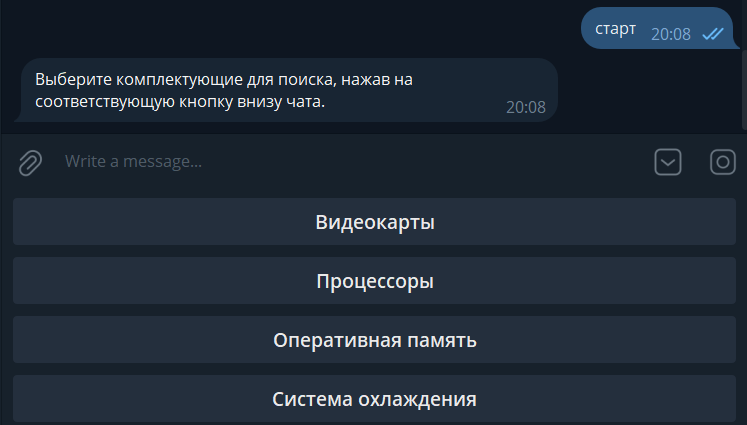 старт 20:08
Выберите комплектующие для поиска, нажав на
соответствующую кнопку внизу чата.
20:08
Write a message...
Видеокарты
Процессоры
Оперативная память
Система охлаждения